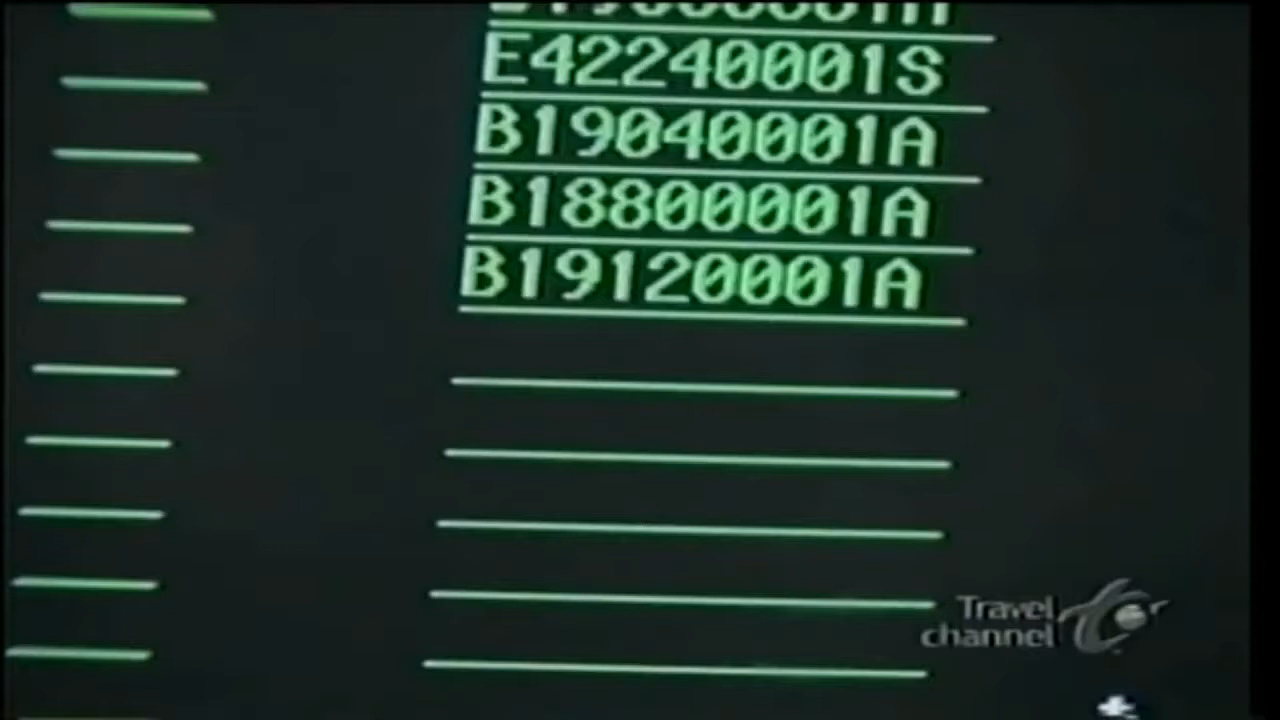 E42240001S
B19040001A
B18800001A
B19120001A
Travel
channel